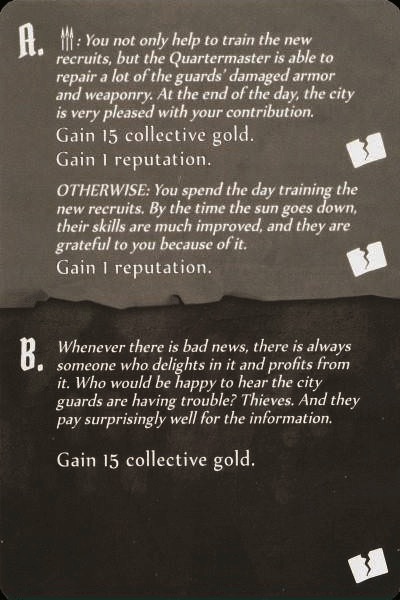 A. : You not only help to train the new
recruits, but the Quartermaster is able to
repair a lot of the guards' damaged armor
and weaponry. At the end of the day, the city
is very pleased with your contribution.
Gain 15 collective gold.
Gain 1 reputation.
OTHERWISE: You spend the day training the
new recruits. By the time the sun goes down,
their skills are much improved, and they are
grateful to you because of it.
Gain 1 reputation.
B. Whenever there is bad news, there is always
someone who delights in it and profits from
it. Who would be happy to hear the city
guards are having trouble? Thieves. And they
pay surprisingly well for the information.
Gain 15 collective gold.